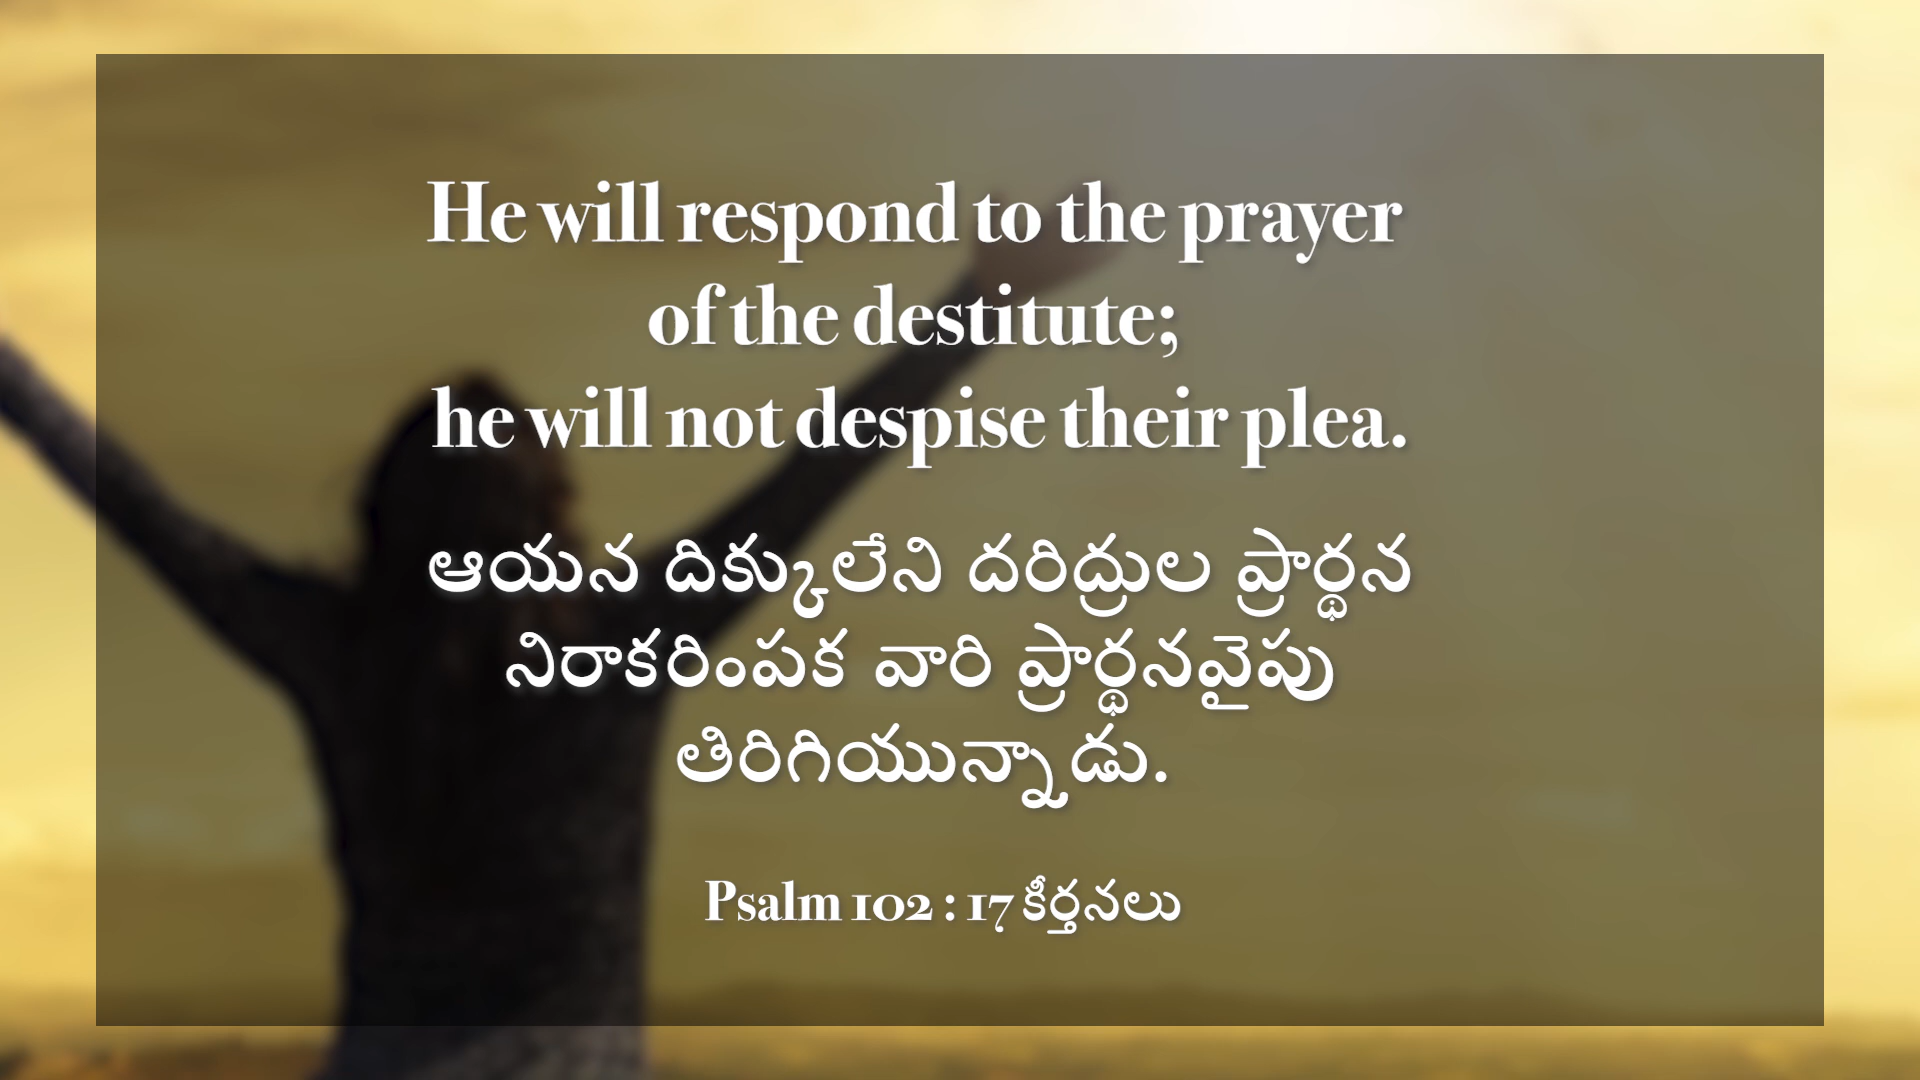 He will respond to the prayer
of the destitute;
he will not despise their plea.
ఆయన దిక్కులేని దరిద్రుల ప్రార్థన
నిరాకరింపక వారి ప్రార్థనవైపు
తిరిగియున్నాడు.
Psalm 102 : 17 కీర్తనలు